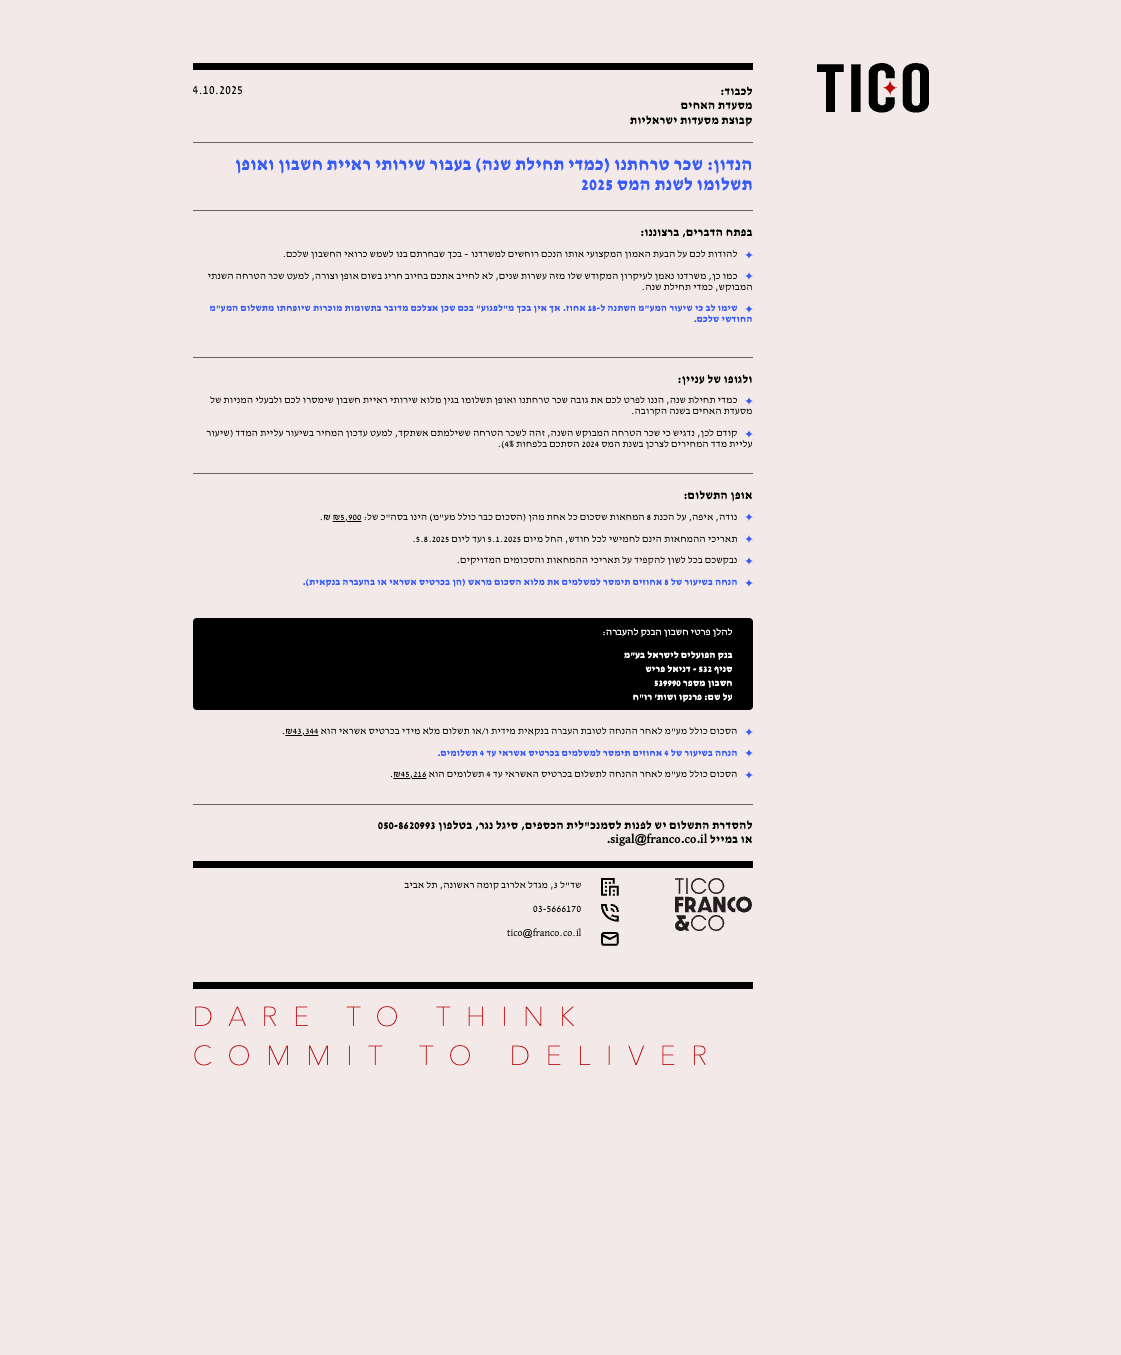 TICO
4.10.2025
לכבוד:
מסעדת האחים
קבוצת מסעדות ישראליות
הנדון: שכר טרחתנו (כמדי תחילת שנה) בעבור שירותי ראיית חשבון ואופן
תשלומו לשנת המס 2025
בפתח הדברים, ברצוננו:
להודות לכם על הבעת האמון המקצועי אותו הנכם רוחשים למשרדנו - בכך שבחרתם בנו לשמש כרואי החשבון שלכם.
כמו כן, משרדנו נאמן לעיקרון המקודש שלו מזה עשרות שנים, לא לחייב אתכם בחיוב חריג בשום אופן וצורה, למעט שכר הטרחה השנתי
המבוקש, כמדי תחילת שנה.
שימו לב כי שיעור המע"מ השתנה ל-18 אחוז. אך אין בכך מ"לפגוע" בכם שכן אצלכם מדובר בתשומות מוכרות שיופחתו מתשלום המע"מ
החודשי שלכם.
ולגופו של עניין:
כמדי תחילת שנה, הננו לפרט לכם את גובה שכר טרחתנו ואופן תשלומו בגין מלוא שירותי ראיית חשבון שימסרו לכם ולבעלי המניות של
מסעדת האחים בשנה הקרובה.
קודם לכן, נדגיש כי שכר הטרחה המבוקש השנה, זהה לשכר הטרחה ששילמתם אשתקד, למעט עדכון המחיר בשיעור עליית המדד (שיעור
עליית מדד המחירים לצרכן בשנת המס 2024 הסתכם בלפחות 4%).
אופן התשלום:
נודה, איפה, על הכנת 8 המחאות שסכום כל אחת מהן (הסכום כבר כולל מע"מ) הינו בסה"כ של: ₪5,900 ₪.
תאריכי ההמחאות הינם לחמישי לכל חודש, החל מיום 5.1.2025 ועד ליום 5.8.2025.
נבקשכם בכל לשון להקפיד על תאריכי ההמחאות והסכומים המדויקים.
הנחה בשיעור של 8 אחוזים תימסר למשלמים את מלוא הסכום מראש (הן בכרטיס אשראי או בהעברה בנקאית).
להלן פרטי חשבון הבנק להעברה:
בנק הפועלים לישראל בע"מ
סניף 532 - דניאל פריש
חשבון מספר 539990
על שם: פרנקו ושות' רו"ח
הסכום כולל מע"מ לאחר ההנחה לטובת העברה בנקאית מידית ו/או תשלום מלא מידי בכרטיס אשראי הוא ₪43,344.
הנחה בשיעור של 4 אחוזים תימסר למשלמים בכרטיס אשראי עד 4 תשלומים.
הסכום כולל מע"מ לאחר ההנחה לתשלום בכרטיס האשראי עד 4 תשלומים הוא ₪45,216.
להסדרת התשלום יש לפנות לסמנכ"לית הכספים, סיגל נגר, בטלפון 050-8620993
או במייל sigal@franco.co.il.
TICO
FRANCO
&CO
שד"ל 3, מגדל אלרוב קומה ראשונה, תל אביב
03-5666170
tico@franco.co.il
DARE TO THINK
COMMIT TO DELIVER